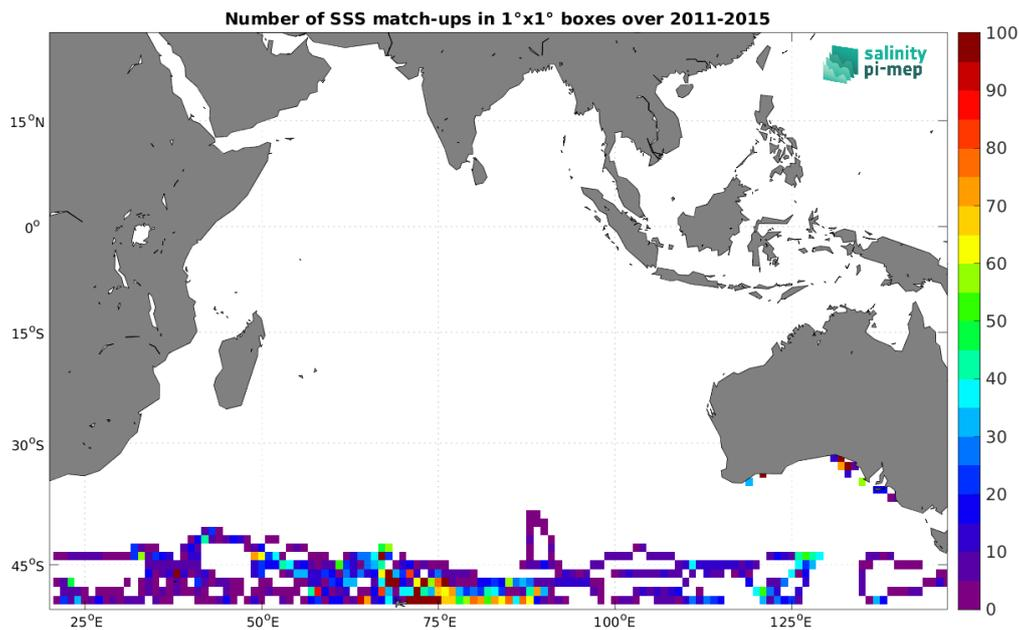 Number of SSS match-ups in 1°x1° boxes over 2011-2015
salinity
pi-mep
15°N
0°
15°S
30°S
45°S
25°E 50°E 75°E 100°E 125°E
100
90
80
70
60
50
40
30
20
10
0